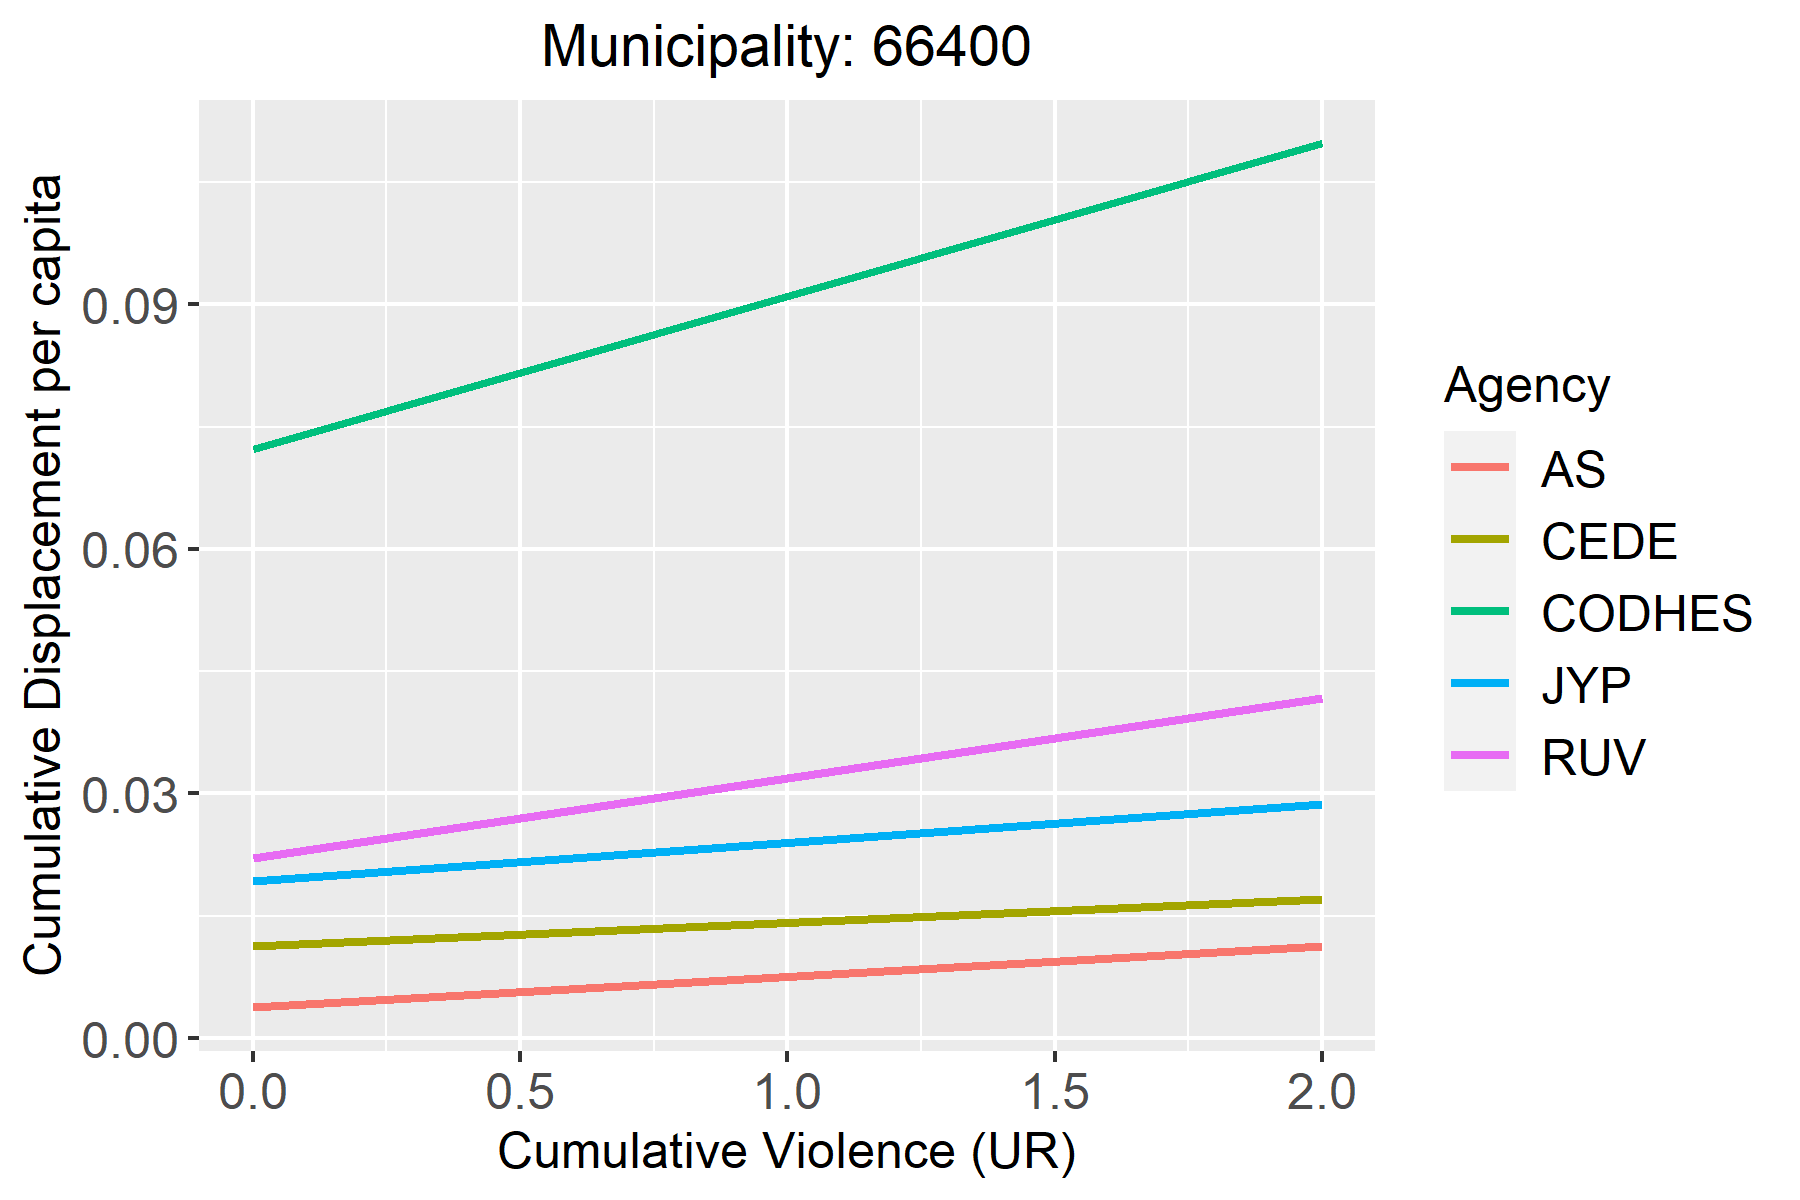 Municipality: 66400
Cumulative Displacement per capita
0.09
0.06
0.03
0.00
0.0 0.5 1.0 1.5 2.0
Cumulative Violence (UR)
Agency
AS
CEDE
CODHES
JYP
RUV